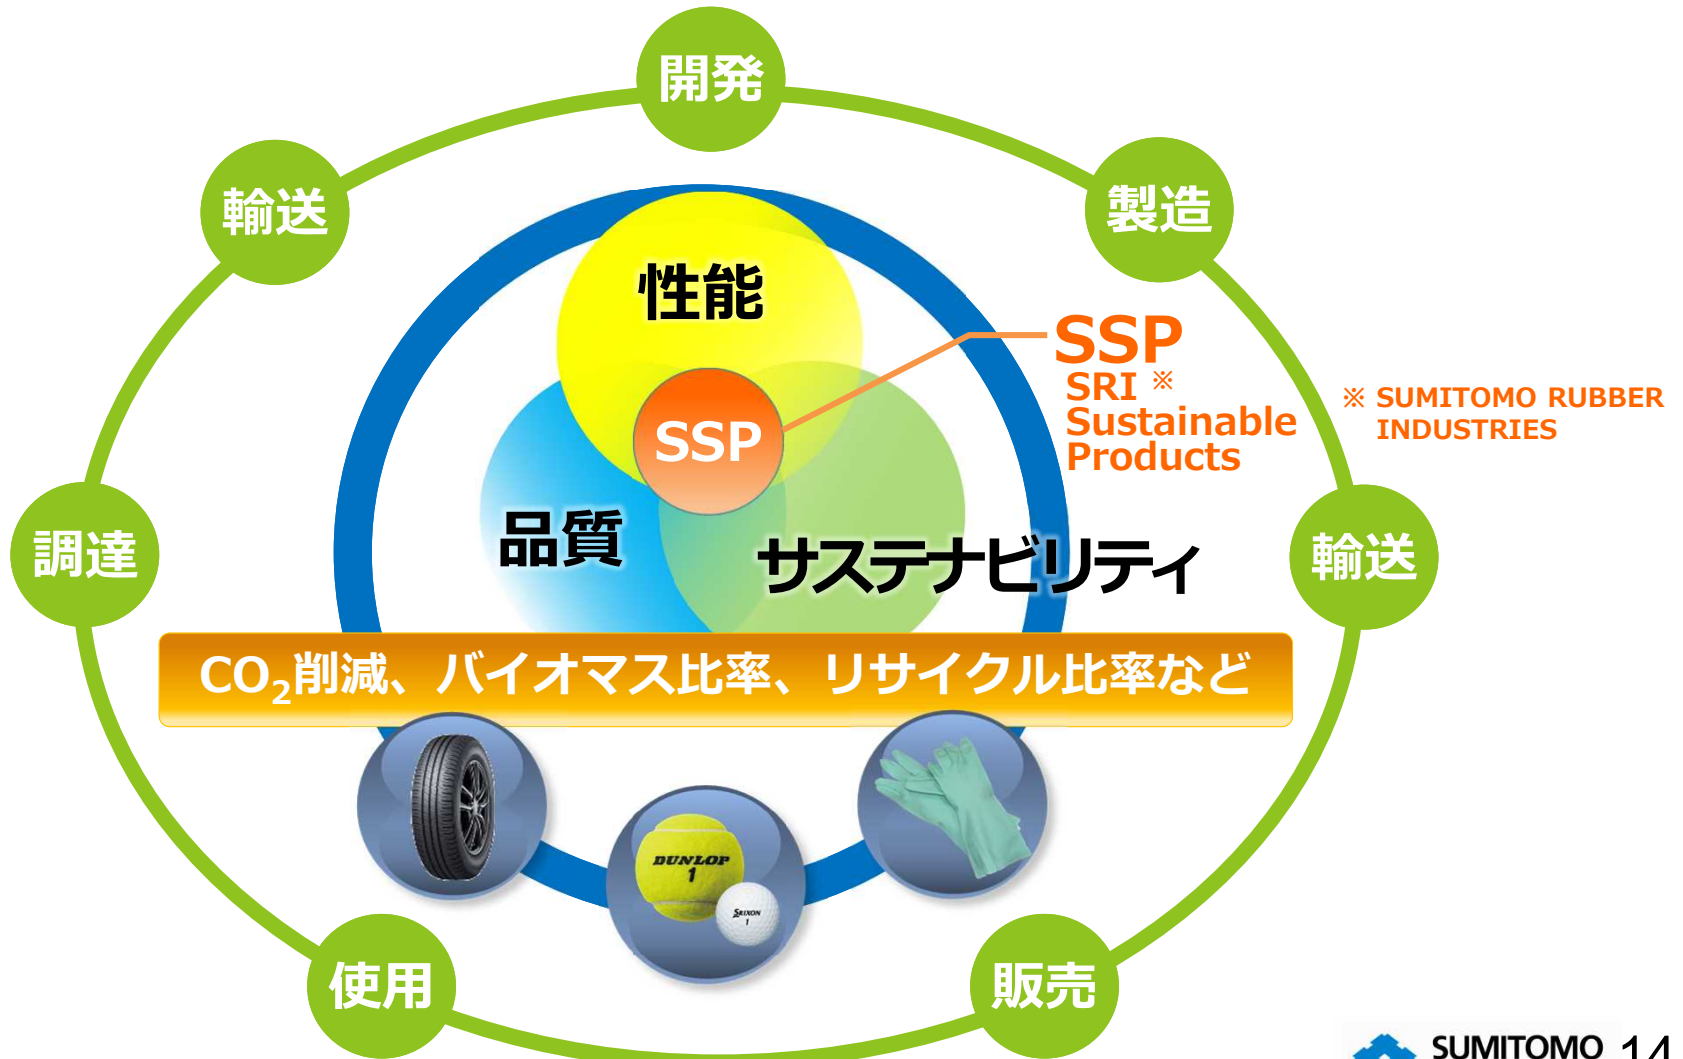 開発
輸送
製造
性能
SSP
SRI ※
Sustainable
Products
※ SUMITOMO RUBBER
INDUSTRIES
SSP
品質
サステナビリティ
調達
輸送
CO₂削減、バイオマス比率、リサイクル比率など
DUNLOP
1
SRIXON
1
使用
販売
SUMITOMO 14